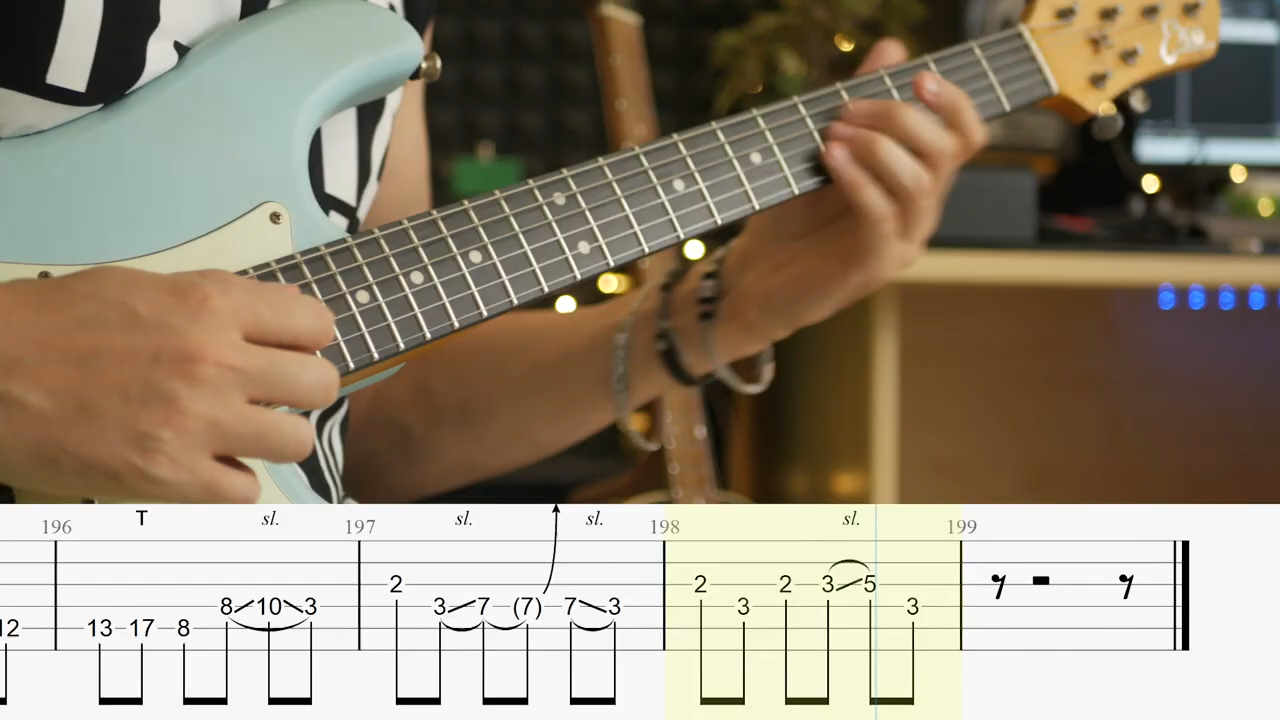 Eko
196 T sl. 197 sl. sl. 198 sl. 199
2 2 2 3 5
8 10 3 3 7 (7) 7 3 3 3
12 13 17 8